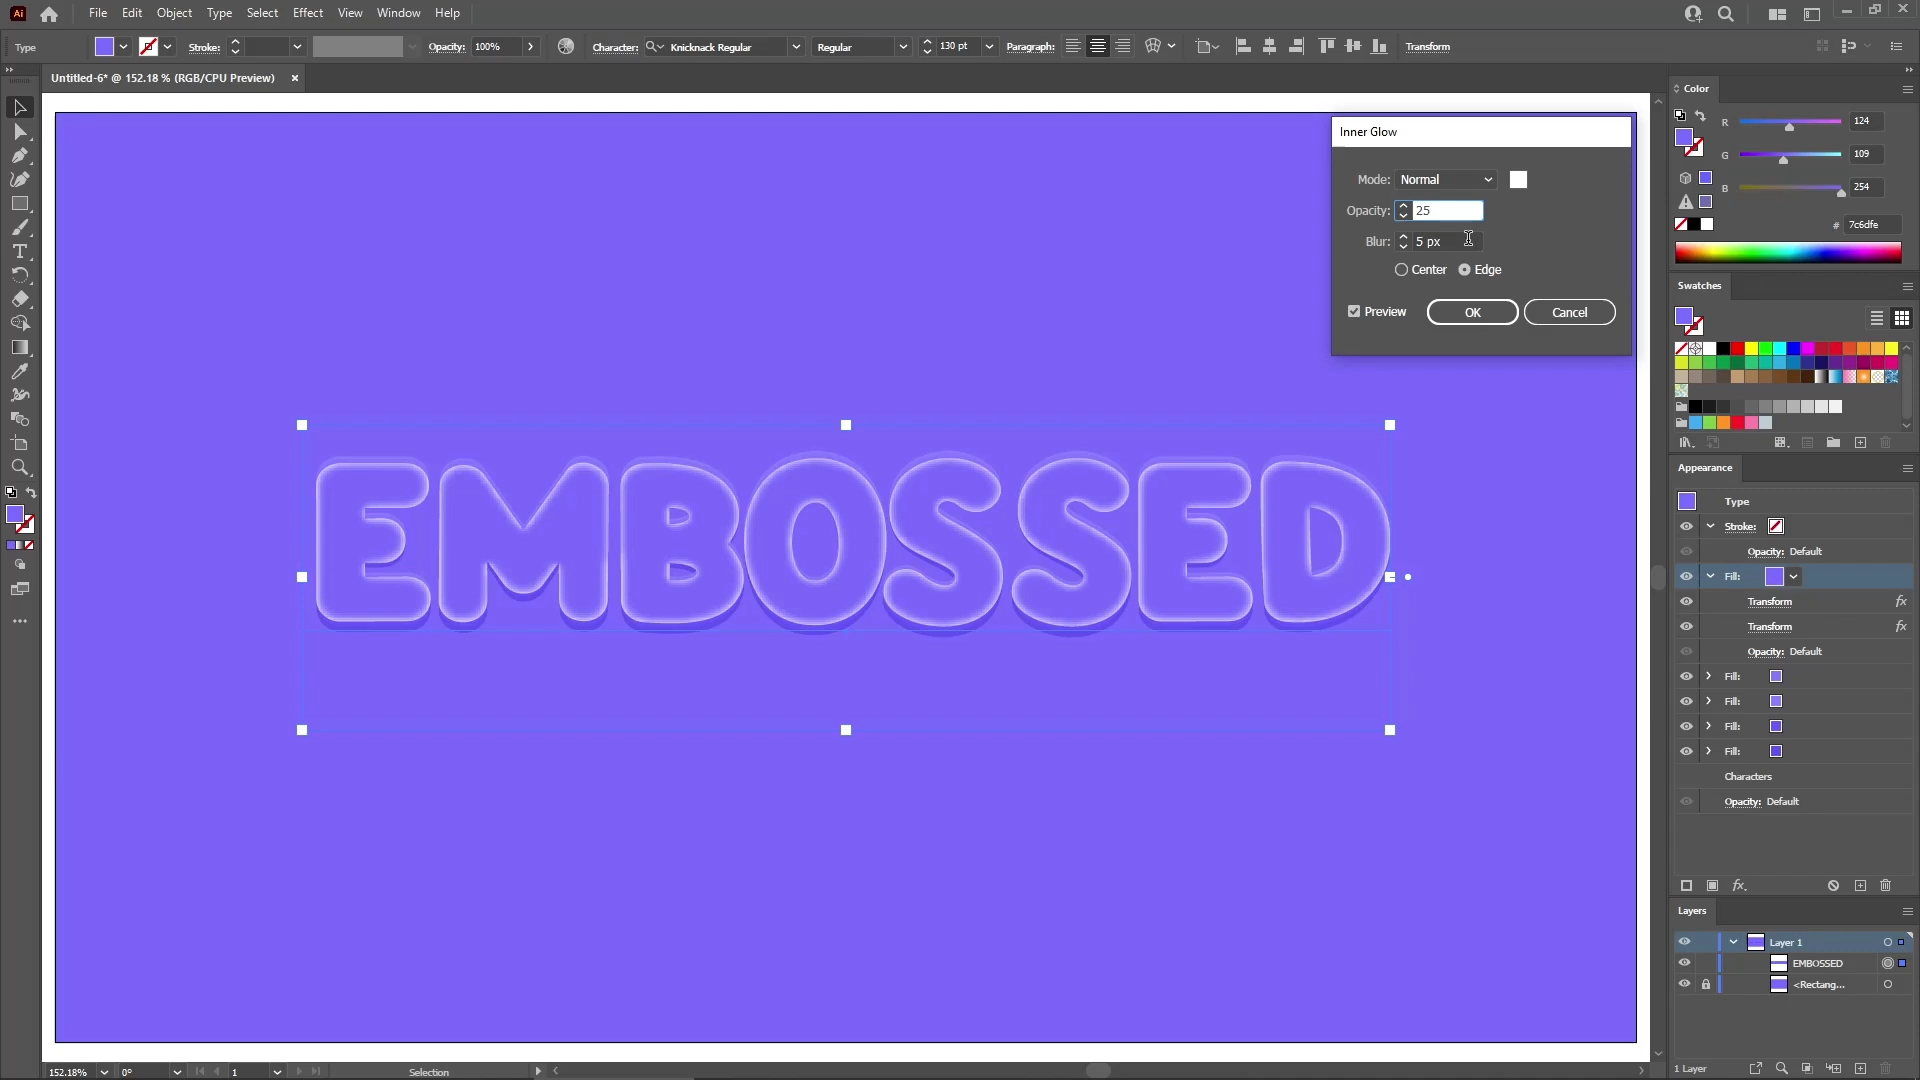 Ai File Edit Object Type Select Effect View Window Help
Type Stroke: Opacity: 100% Character: Knicknack Regular Regular 130 pt Paragraph: Transform
Untitled-6* @ 152.18 % (RGB/CPU Preview) ×
Inner Glow
Mode: Normal
Opacity: 25
Blur: 5 px
Center Edge
Preview OK Cancel
EMBOSSED
Color
R 124
G 109
B 254
# 7c6dfe
Swatches
Appearance
Type
Stroke:
Opacity: Default
Fill:
Transform fx
Transform fx
Opacity: Default
Fill:
Fill:
Fill:
Fill:
Characters
Opacity: Default
fx.
Layers
Layer 1
EMBOSSED
<Rectang...
1 Layer
152.18% 0° 1 Selection